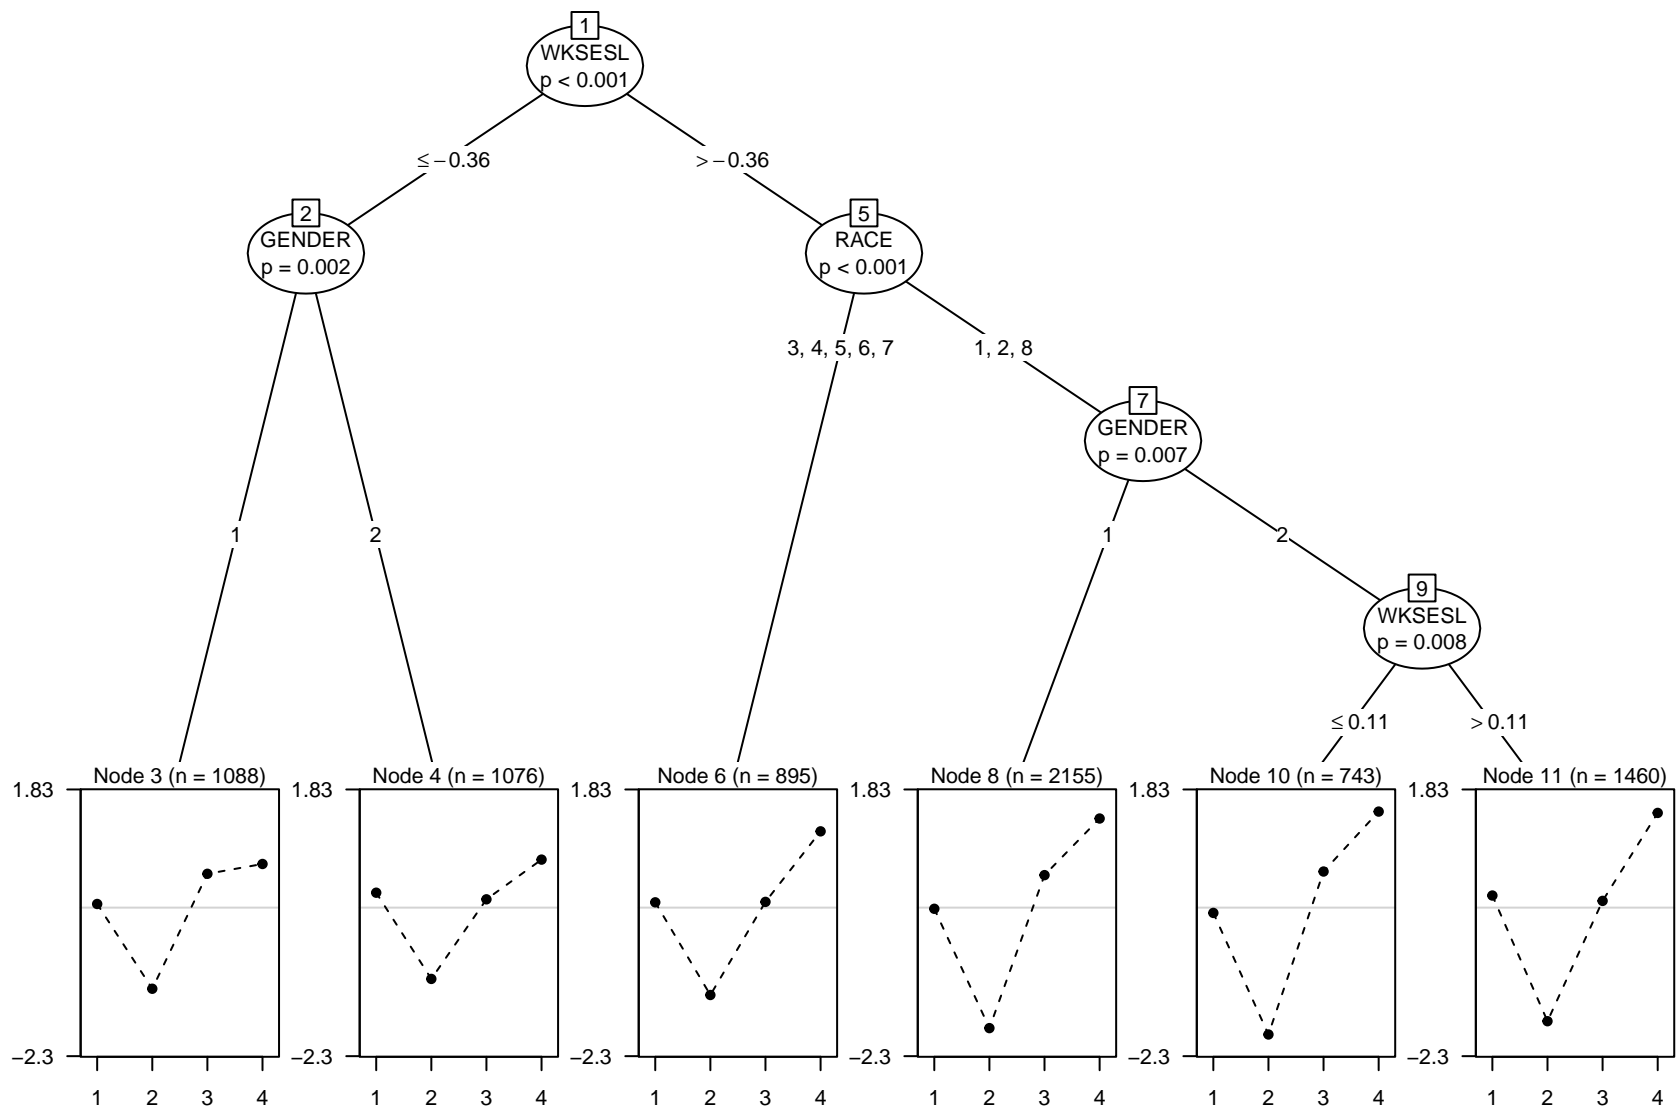 1
WKSESL
p < 0.001
≤ −0.36
> −0.36
2
GENDER
p = 0.002
5
RACE
p < 0.001
3, 4, 5, 6, 7
1, 2, 8
7
GENDER
p = 0.007
1
2
1
2
9
WKSESL
p = 0.008
≤ 0.11
> 0.11
Node 3 (n = 1088)
Node 4 (n = 1076)
Node 6 (n = 895)
Node 8 (n = 2155)
Node 10 (n = 743)
Node 11 (n = 1460)
1.83
1.83
1.83
1.83
1.83
1.83
−2.3
−2.3
−2.3
−2.3
−2.3
−2.3
1 2 3 4
1 2 3 4
1 2 3 4
1 2 3 4
1 2 3 4
1 2 3 4